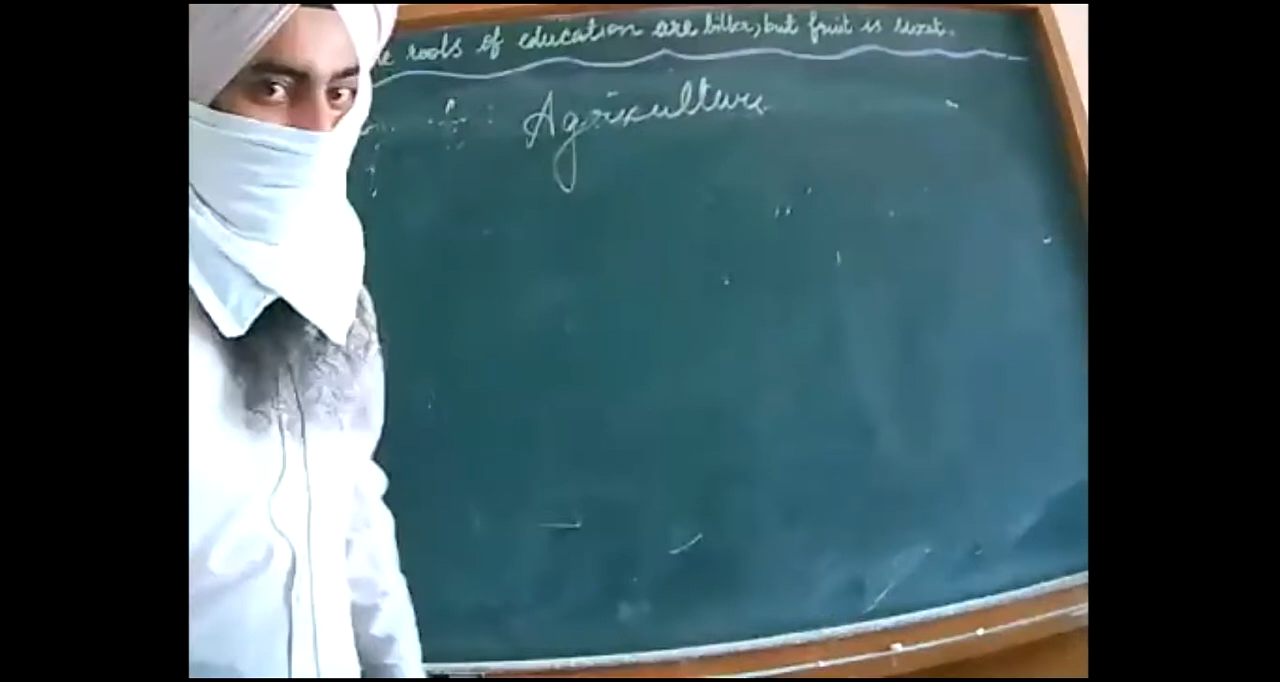 roots of education are bitter, but fruit is sweet.
Agriculture